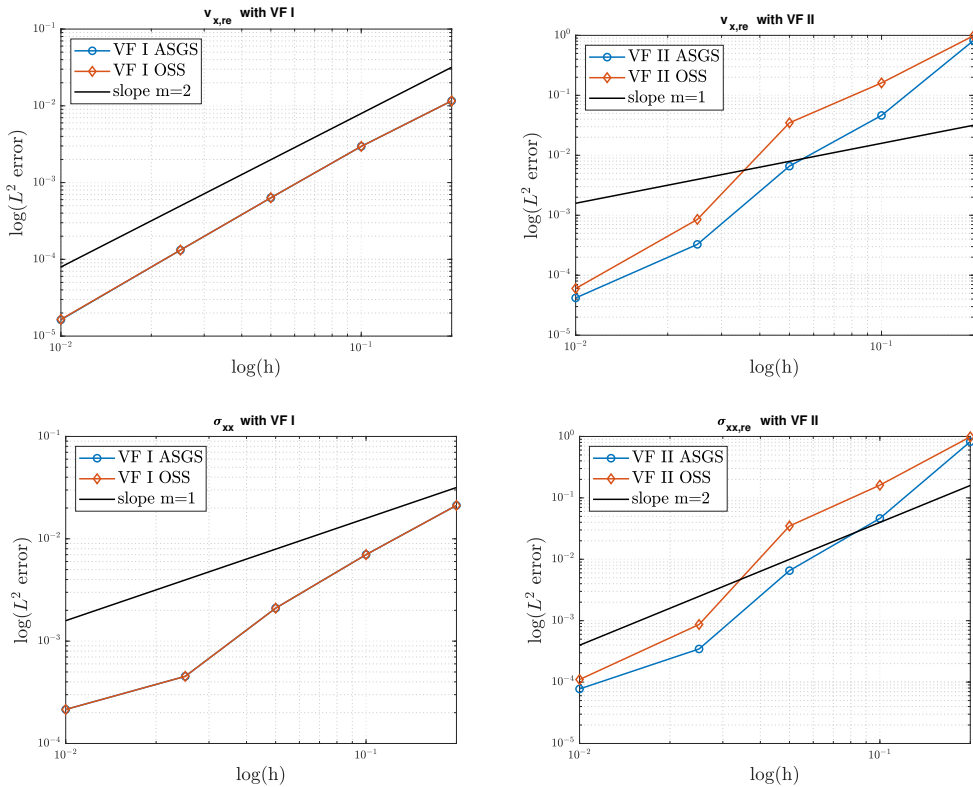 v_{x,re} with VF I
10^{-1}
10^{-2}
10^{-3}
10^{-4}
10^{-5}
log(L^2 error)
VF I ASGS
VF I OSS
slope m=2
10^{-2}
10^{-1}
log(h)
v_{x,re} with VF II
10^0
10^{-1}
10^{-2}
10^{-3}
10^{-4}
10^{-5}
log(L^2 error)
VF II ASGS
VF II OSS
slope m=1
10^{-2}
10^{-1}
log(h)
σ_{xx} with VF I
10^{-1}
10^{-2}
10^{-3}
10^{-4}
log(L^2 error)
VF I ASGS
VF I OSS
slope m=1
10^{-2}
10^{-1}
log(h)
σ_{xx,re} with VF II
10^0
10^{-1}
10^{-2}
10^{-3}
10^{-4}
10^{-5}
log(L^2 error)
VF II ASGS
VF II OSS
slope m=2
10^{-2}
10^{-1}
log(h)